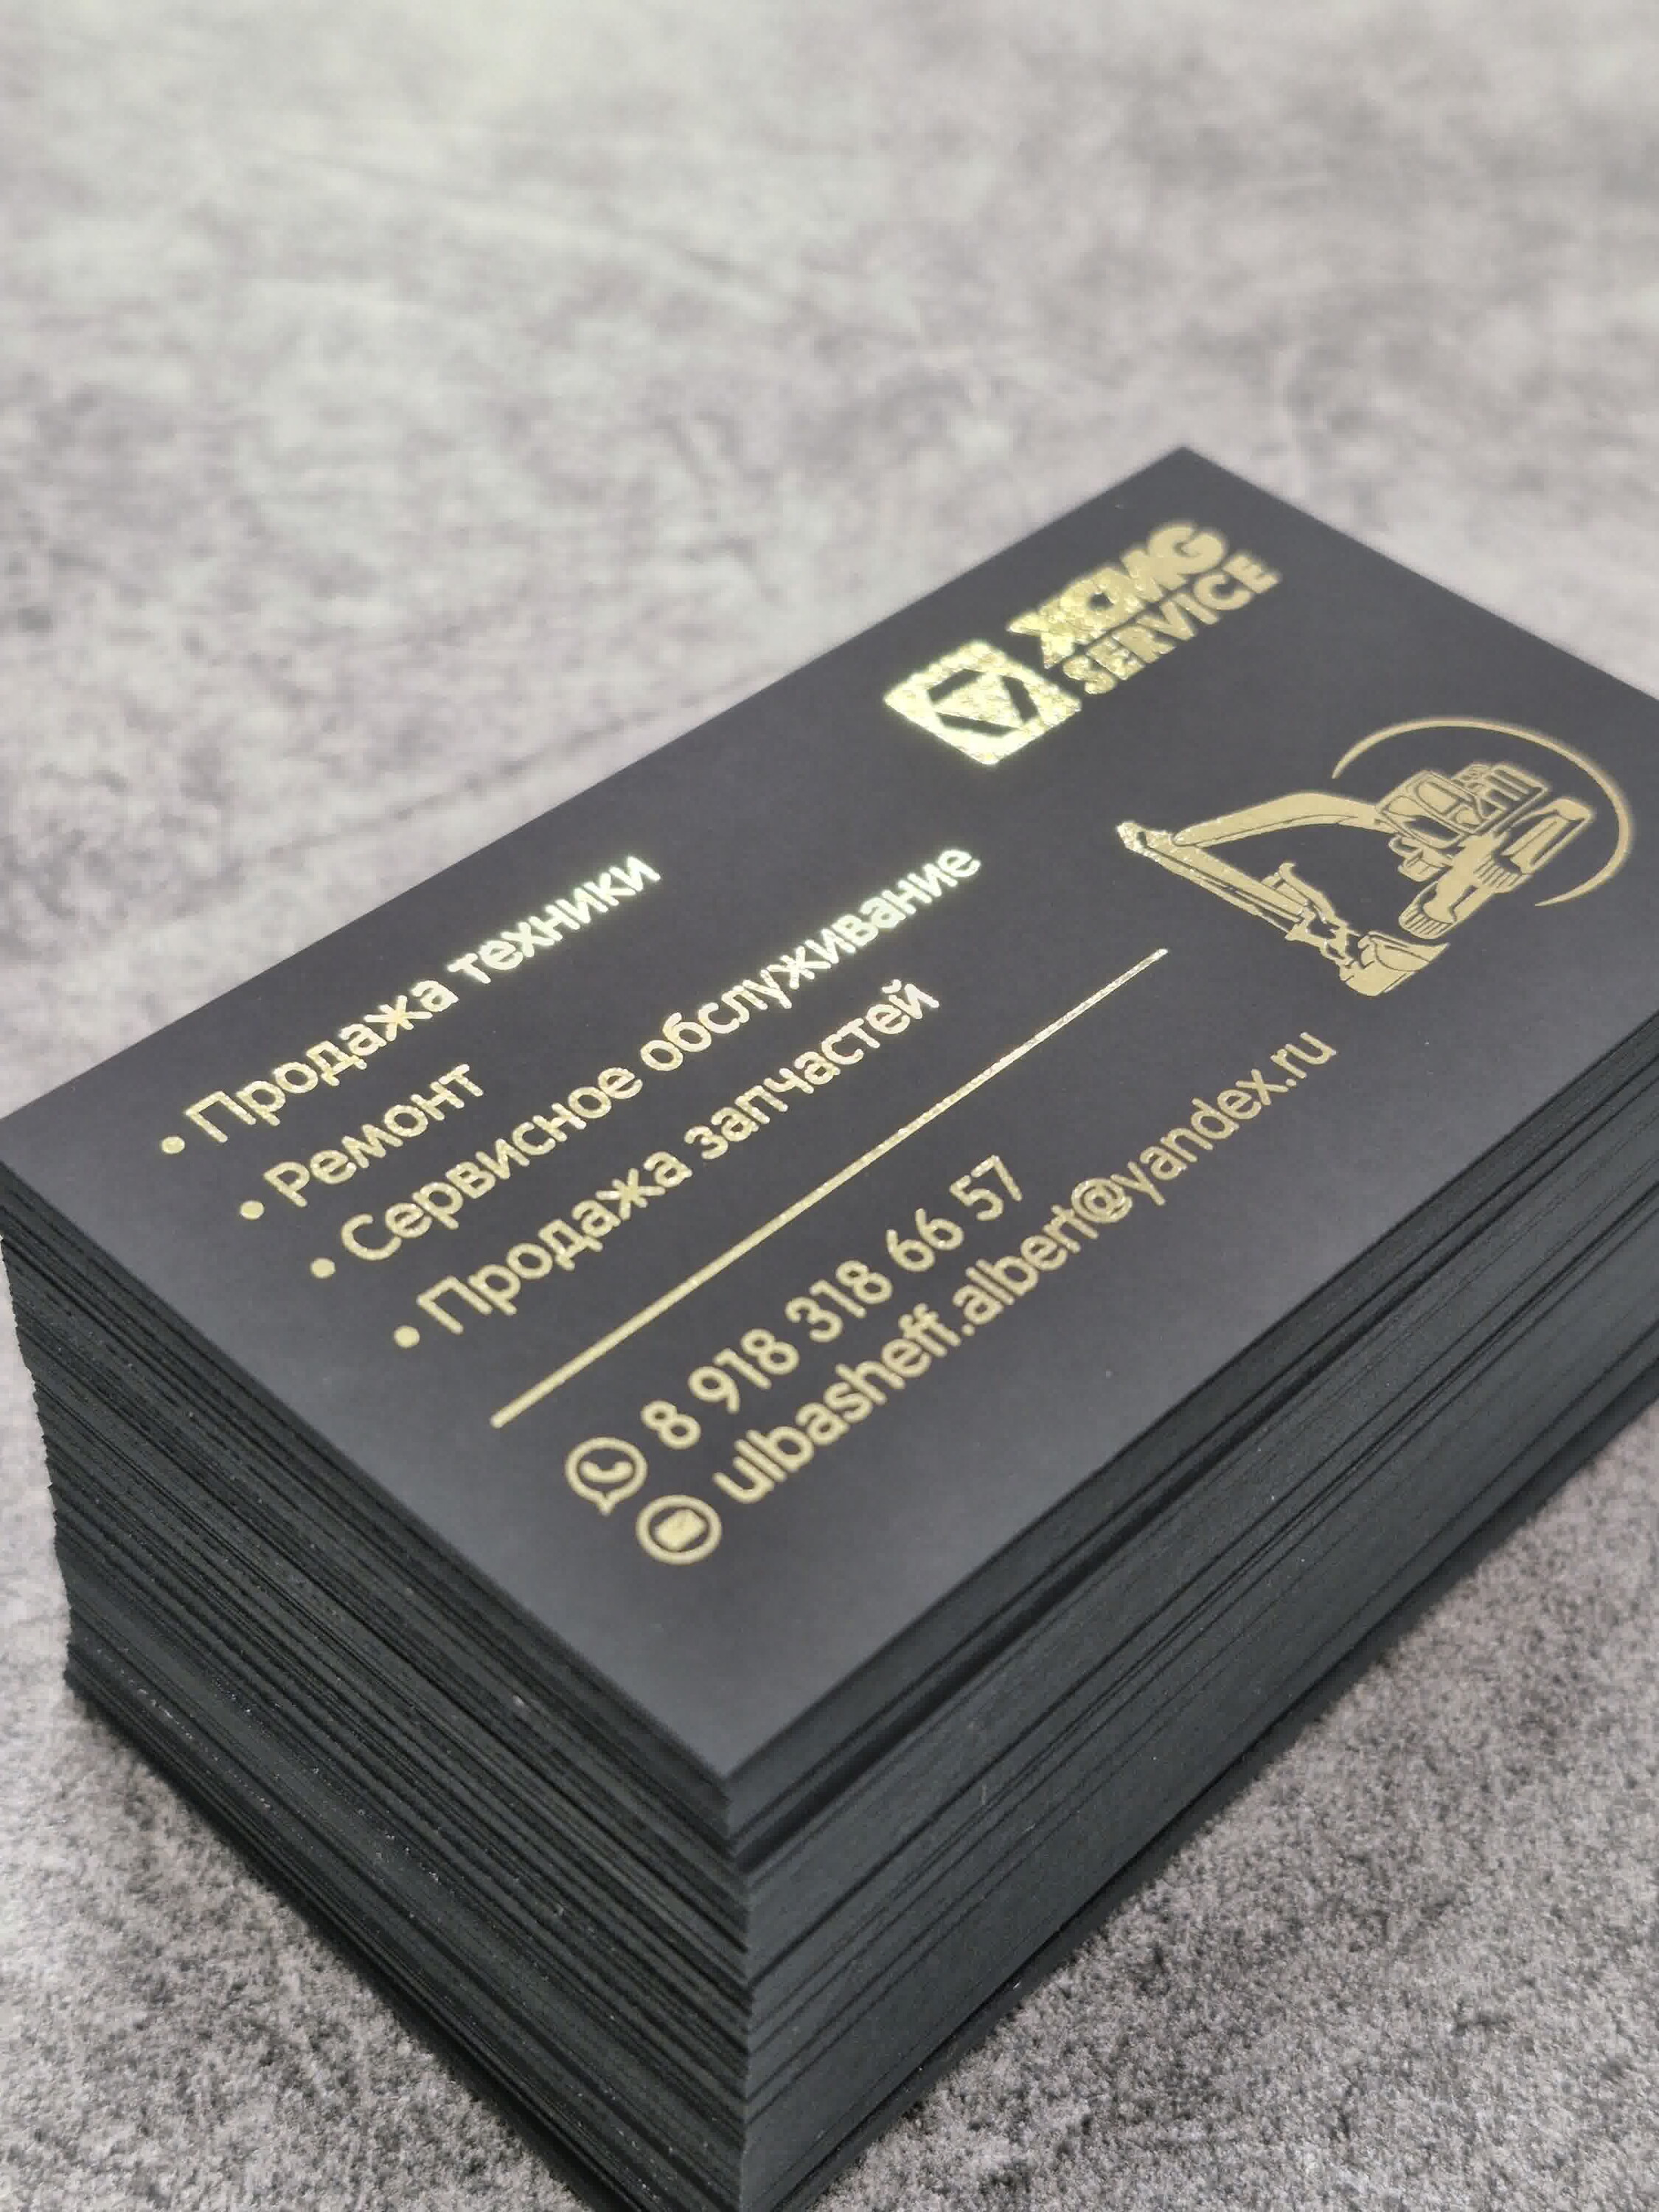 XCMG
SERVICE
• Продажа техники
• Ремонт
• Сервисное обслуживание
• Продажа запчастей
8 918 318 66 57
ulbasheff.albert@yandex.ru